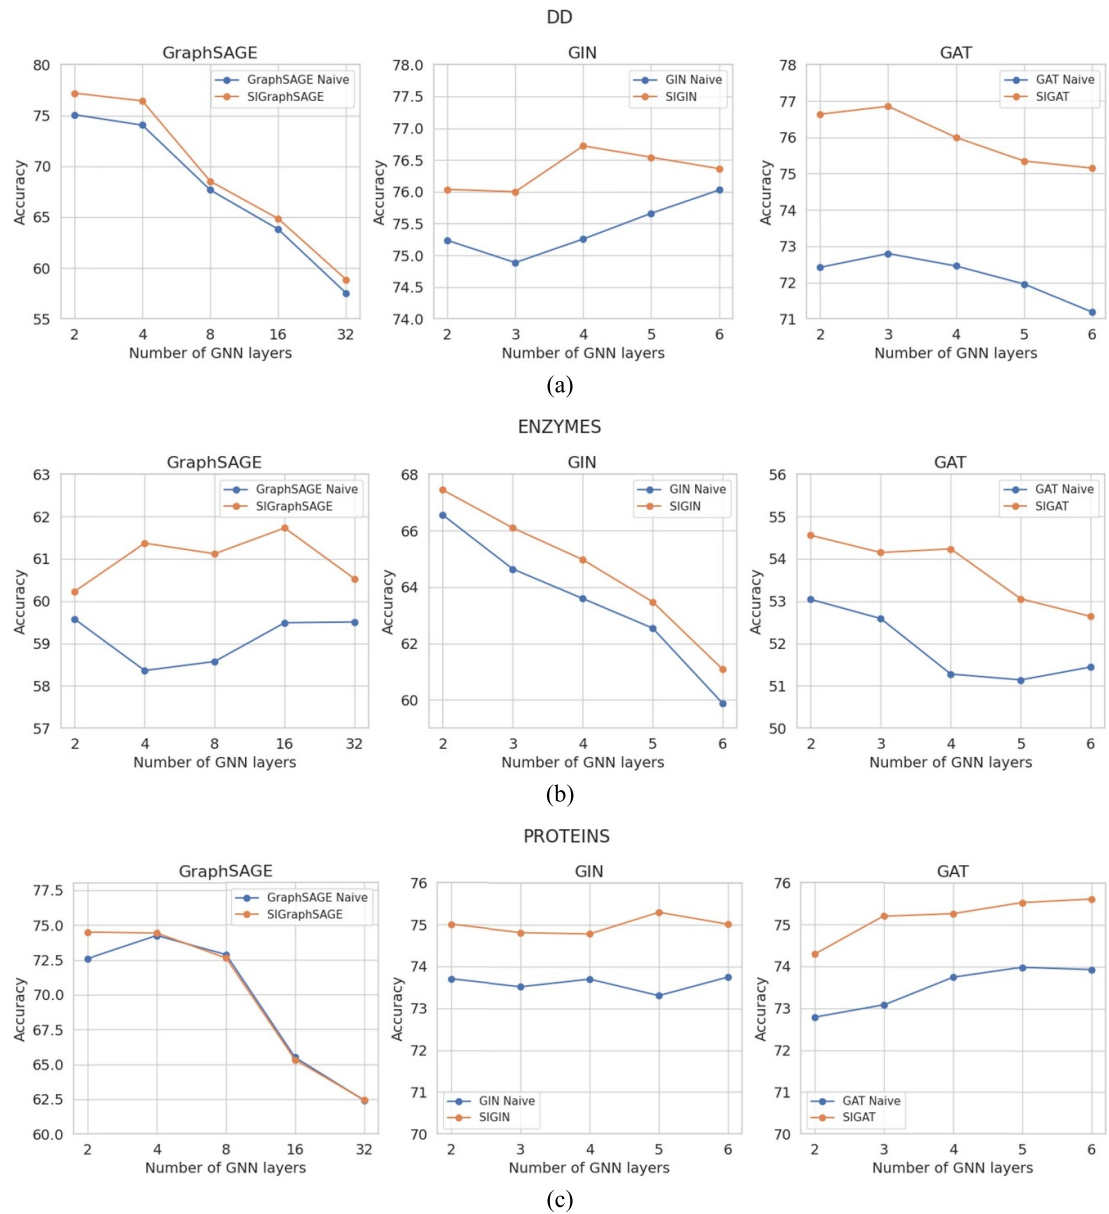 DD
GraphSAGE
GraphSAGE Naive
SIGraphSAGE
80
75
70
65
60
55
Accuracy
2 4 8 16 32
Number of GNN layers
GIN
GIN Naive
SIGIN
78.0
77.5
77.0
76.5
76.0
75.5
75.0
74.5
74.0
Accuracy
2 3 4 5 6
Number of GNN layers
GAT
GAT Naive
SIGAT
78
77
76
75
74
73
72
71
Accuracy
2 3 4 5 6
Number of GNN layers
(a)
ENZYMES
GraphSAGE
GraphSAGE Naive
SIGraphSAGE
63
62
61
60
59
58
57
Accuracy
2 4 8 16 32
Number of GNN layers
GIN
GIN Naive
SIGIN
68
66
64
62
60
Accuracy
2 3 4 5 6
Number of GNN layers
GAT
GAT Naive
SIGAT
56
55
54
53
52
51
50
Accuracy
2 3 4 5 6
Number of GNN layers
(b)
PROTEINS
GraphSAGE
GraphSAGE Naive
SIGraphSAGE
77.5
75.0
72.5
70.0
67.5
65.0
62.5
60.0
Accuracy
2 4 8 16 32
Number of GNN layers
GIN
76
75
74
73
72
71
70
Accuracy
GIN Naive
SIGIN
2 3 4 5 6
Number of GNN layers
GAT
76
75
74
73
72
71
70
Accuracy
GAT Naive
SIGAT
2 3 4 5 6
Number of GNN layers
(c)